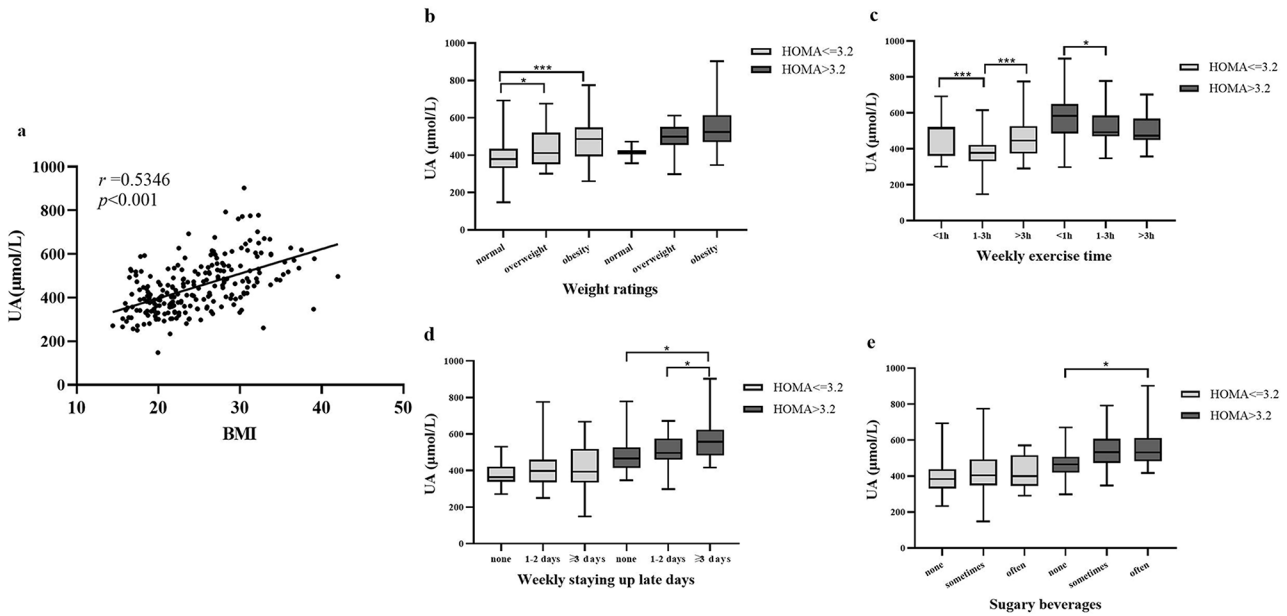 a
r =0.5346
p<0.001
UA(μmol/L)
1000
800
600
400
200
0
10
20
30
40
50
BMI
b
UA (μmol/L)
1000
800
600
400
200
0
***
*
HOMA<=3.2
HOMA>3.2
normal
overweight
obesity
normal
overweight
obesity
Weight ratings
c
UA (μmol/L)
1000
800
600
400
200
0
***
***
*
HOMA<=3.2
HOMA>3.2
<1h
1-3h
>3h
<1h
1-3h
>3h
Weekly exercise time
d
UA (μmol/L)
1000
800
600
400
200
0
*
*
HOMA<=3.2
HOMA>3.2
none
1-2 days
⩾3 days
none
1-2 days
⩾3 days
Weekly staying up late days
e
UA (μmol/L)
1000
800
600
400
200
0
*
HOMA<=3.2
HOMA>3.2
none
sometimes
often
none
sometimes
often
Sugary beverages